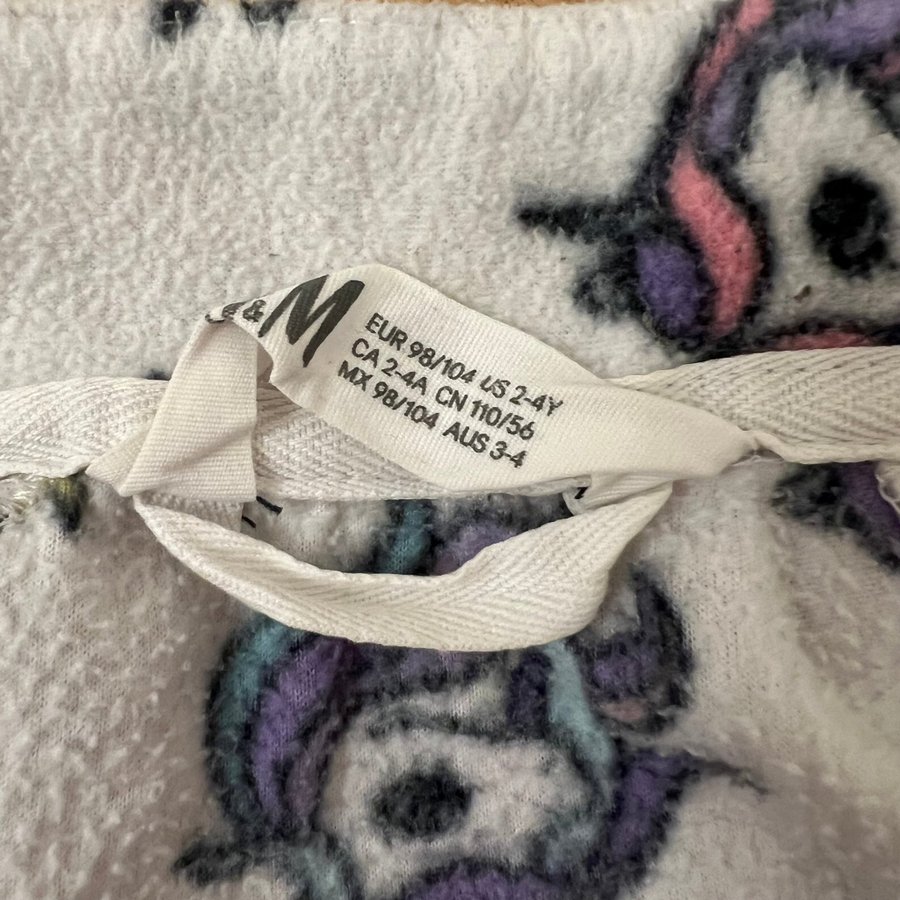 & M
EUR 98/104 US 2-4Y
CA 2-4A CN 110/56
MX 98/104 AUS 3-4